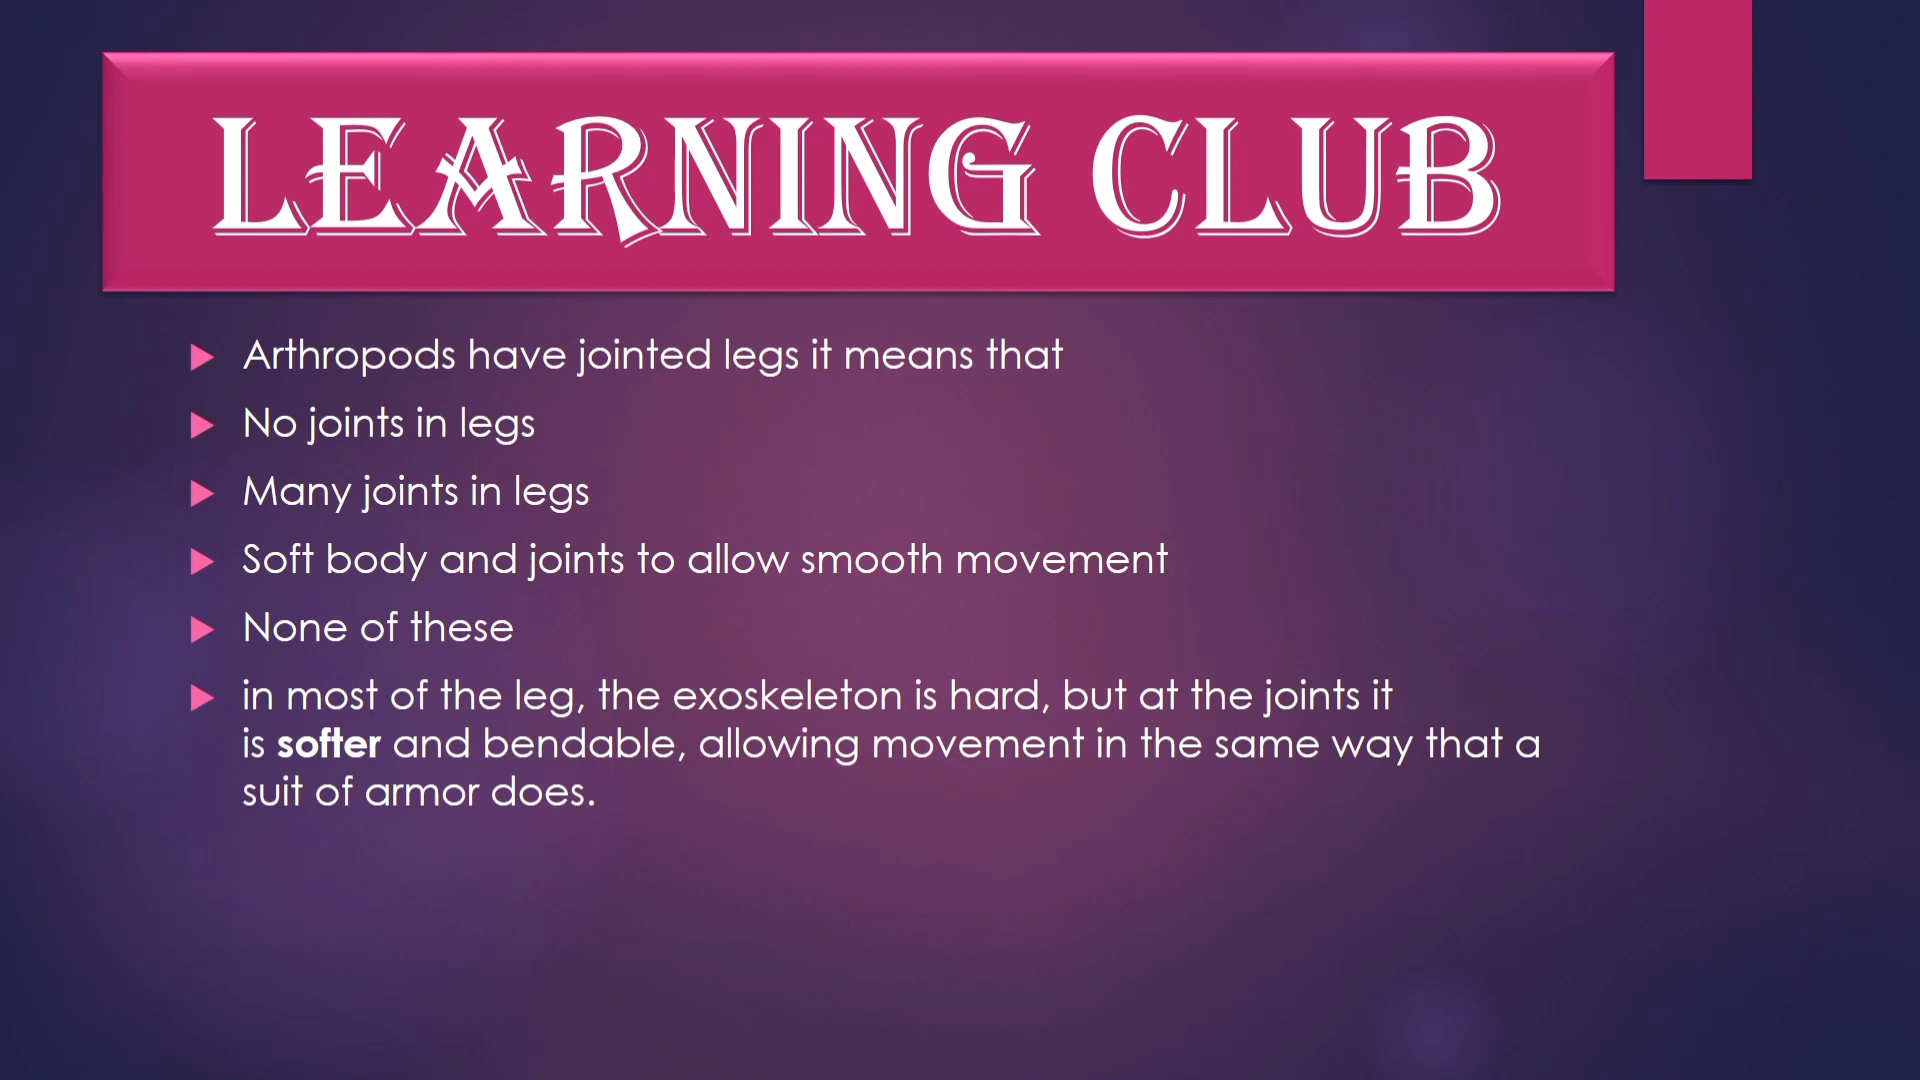 LEARNING CLUB
Arthropods have jointed legs it means that
No joints in legs
Many joints in legs
Soft body and joints to allow smooth movement
None of these
in most of the leg, the exoskeleton is hard, but at the joints it
is softer and bendable, allowing movement in the same way that a
suit of armor does.